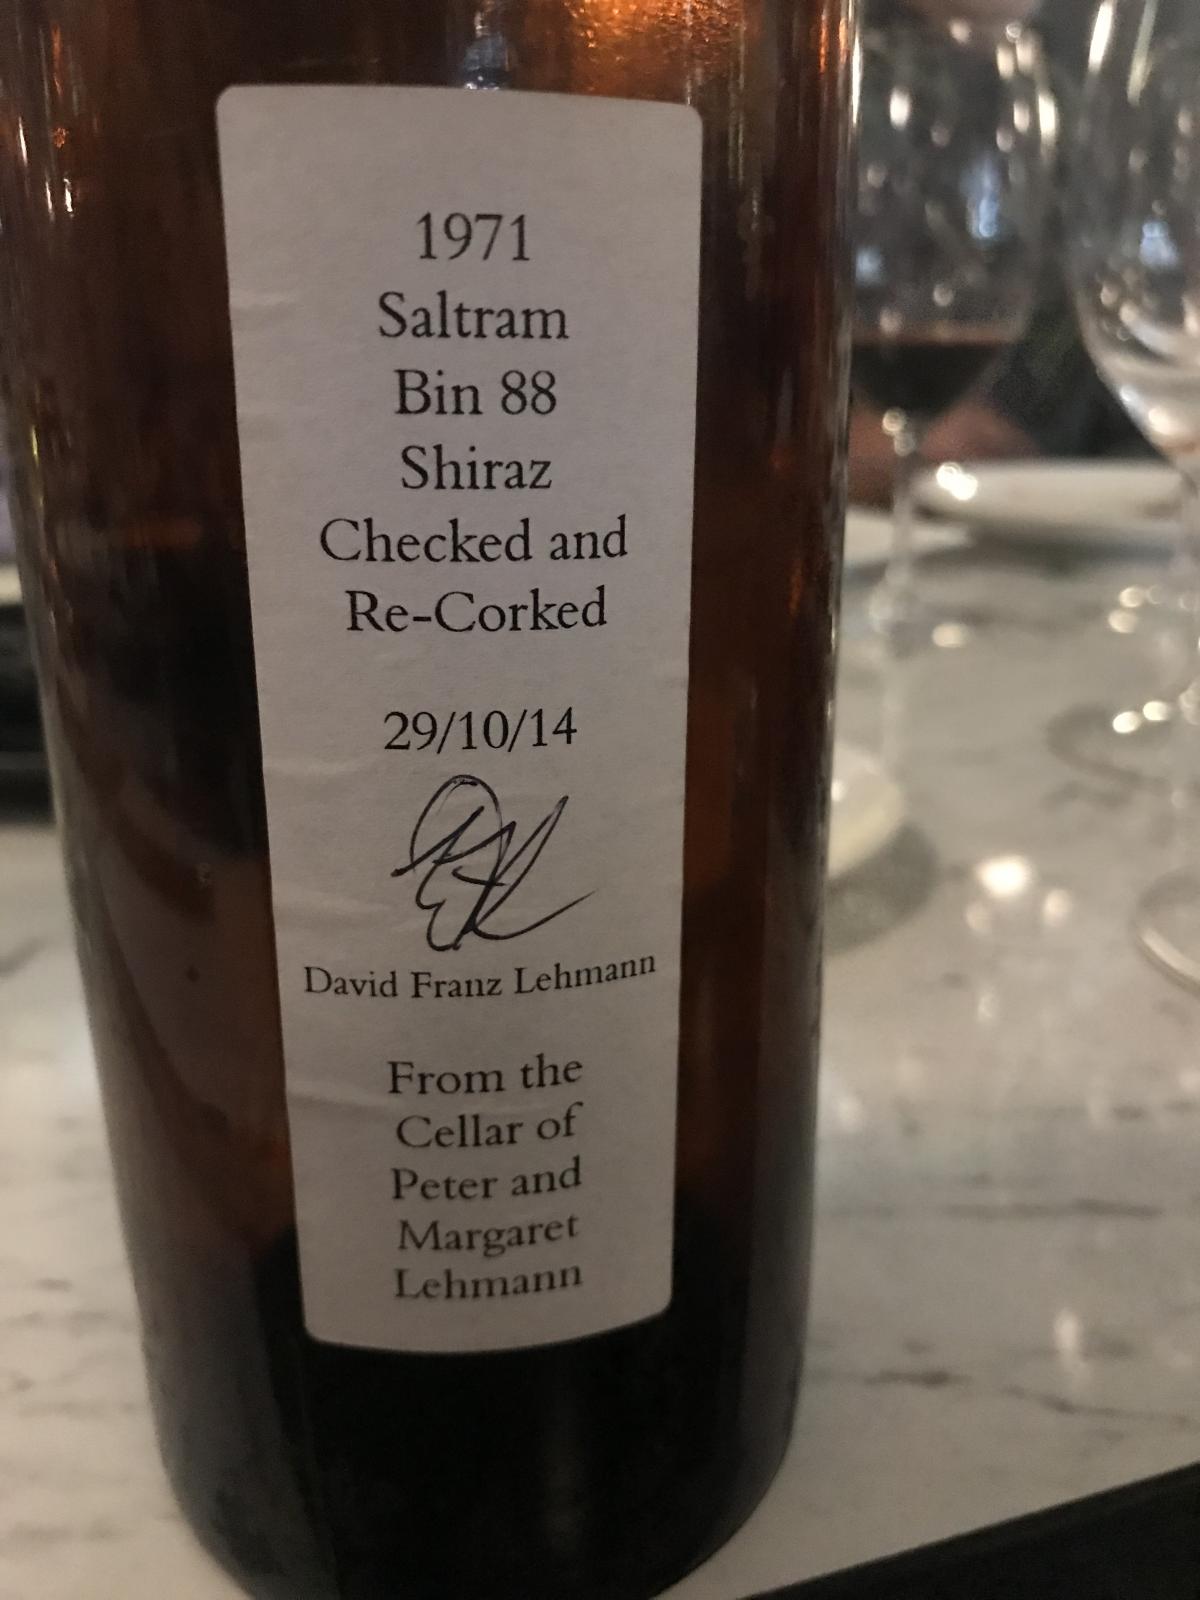 1971
Saltram
Bin 88
Shiraz
Checked and
Re-Corked
29/10/14
David Franz Lehmann
From the
Cellar of
Peter and
Margaret
Lehmann